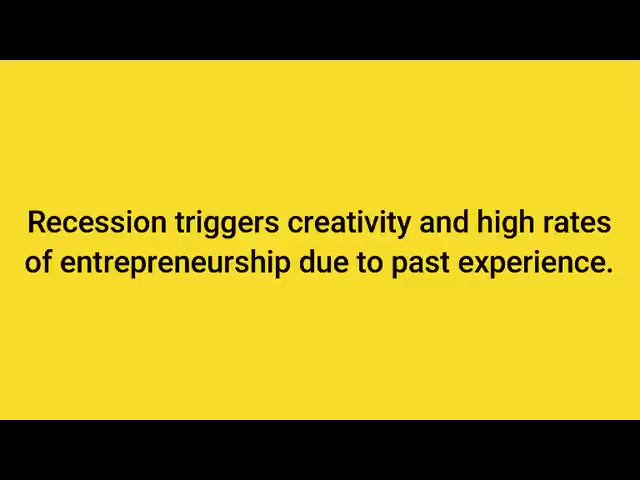 Recession triggers creativity and high rates
of entrepreneurship due to past experience.